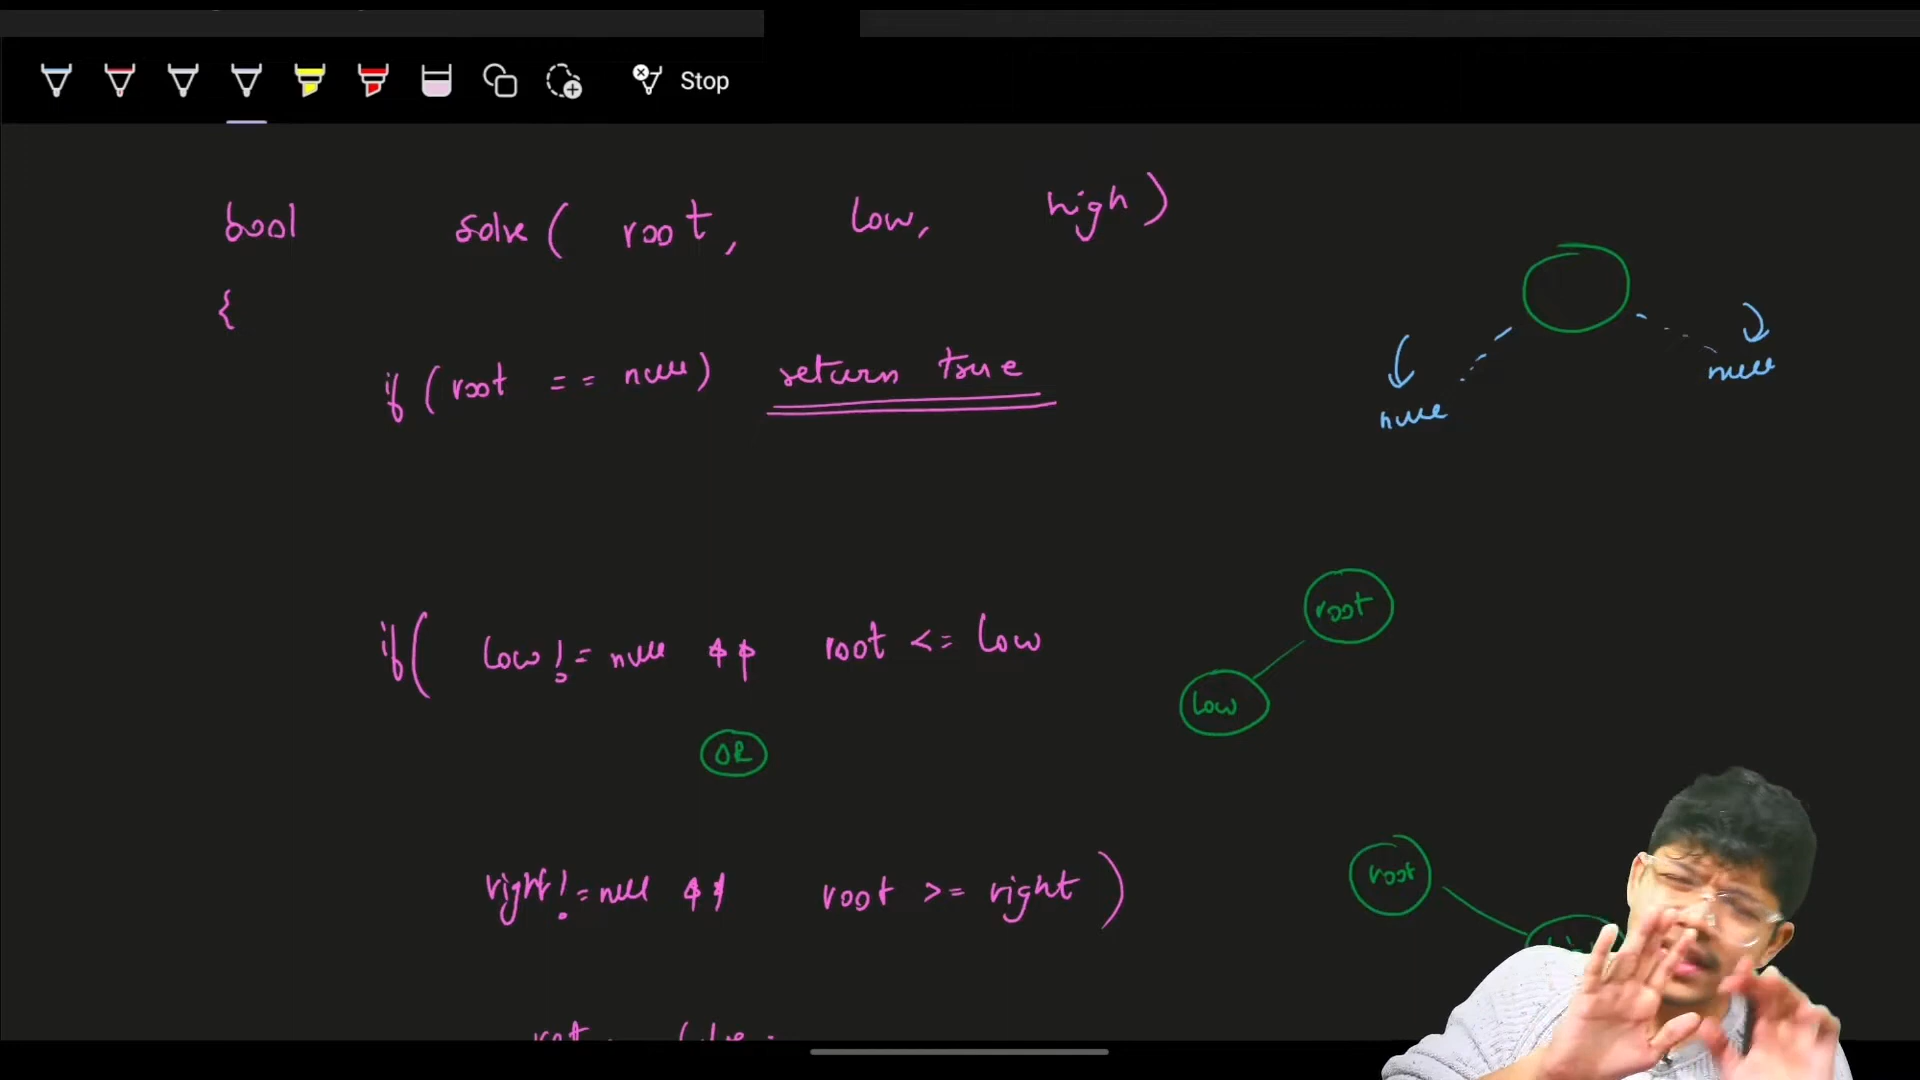 Stop
bool solve( root, low, high)
{
if (root == null) return true
null
null
if( low != null && root <= low
root
low
OR
right != null && root >= right )
root